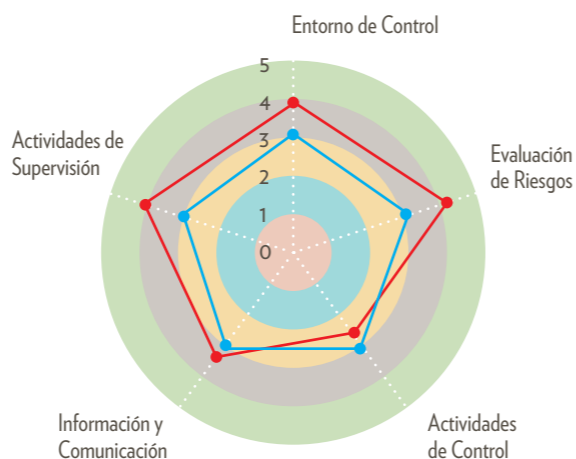 Entorno de Control
5
4
3
2
1
0
Actividades de
Supervisión
Evaluación
de Riesgos
Información y
Comunicación
Actividades
de Control